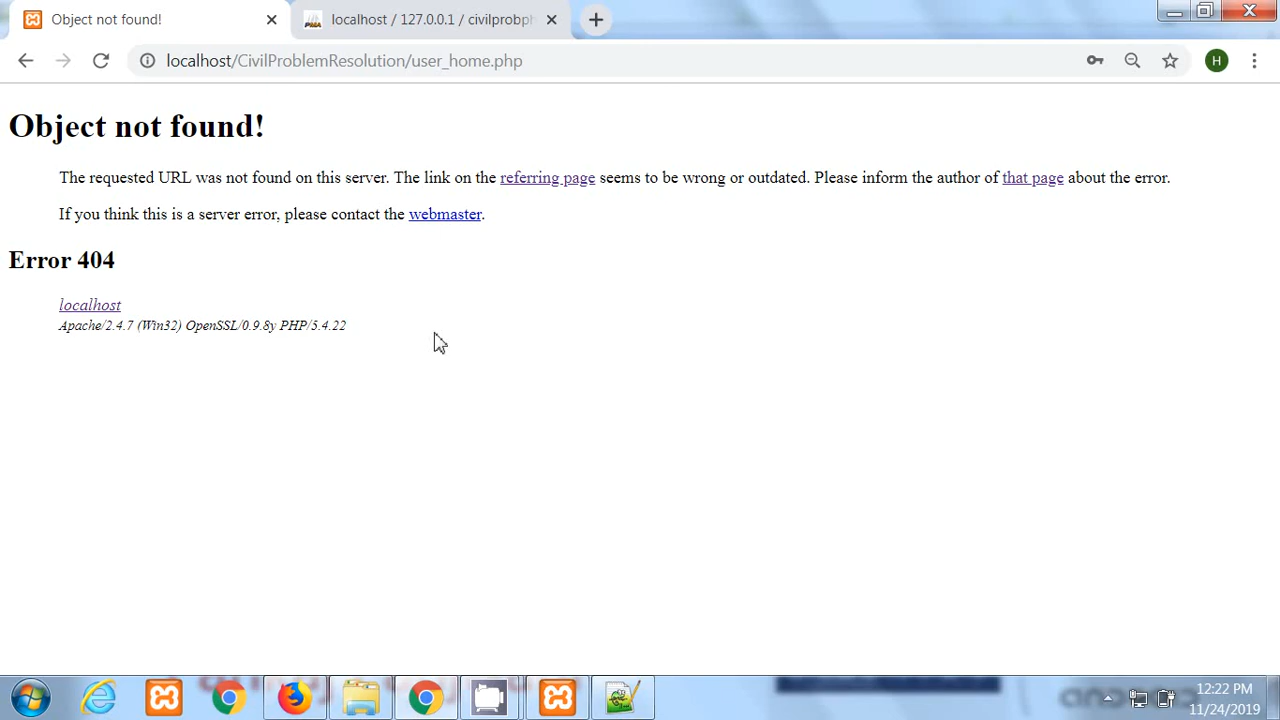 Object not found!
localhost / 127.0.0.1 / civilprobph
localhost/CivilProblemResolution/user_home.php
H
Object not found!
The requested URL was not found on this server. The link on the referring page seems to be wrong or outdated. Please inform the author of that page about the error.
If you think this is a server error, please contact the webmaster.
Error 404
localhost
Apache/2.4.7 (Win32) OpenSSL/0.9.8y PHP/5.4.22
12:22 PM
11/24/2019